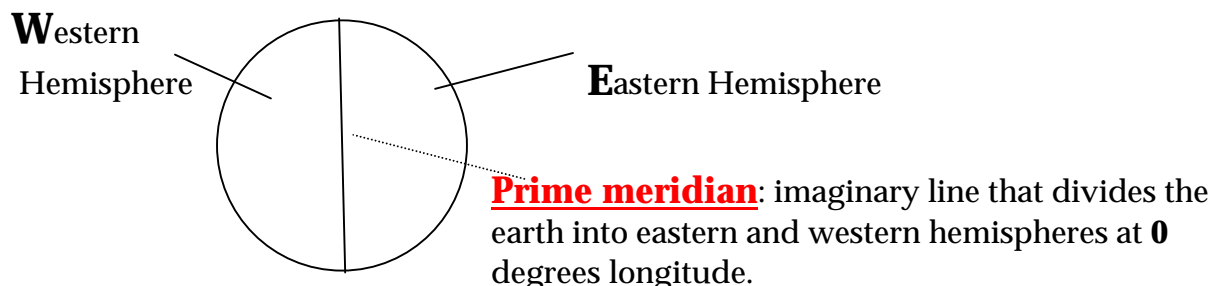 Western
Hemisphere
Eastern Hemisphere
Prime meridian: imaginary line that divides the
earth into eastern and western hemispheres at 0
degrees longitude.